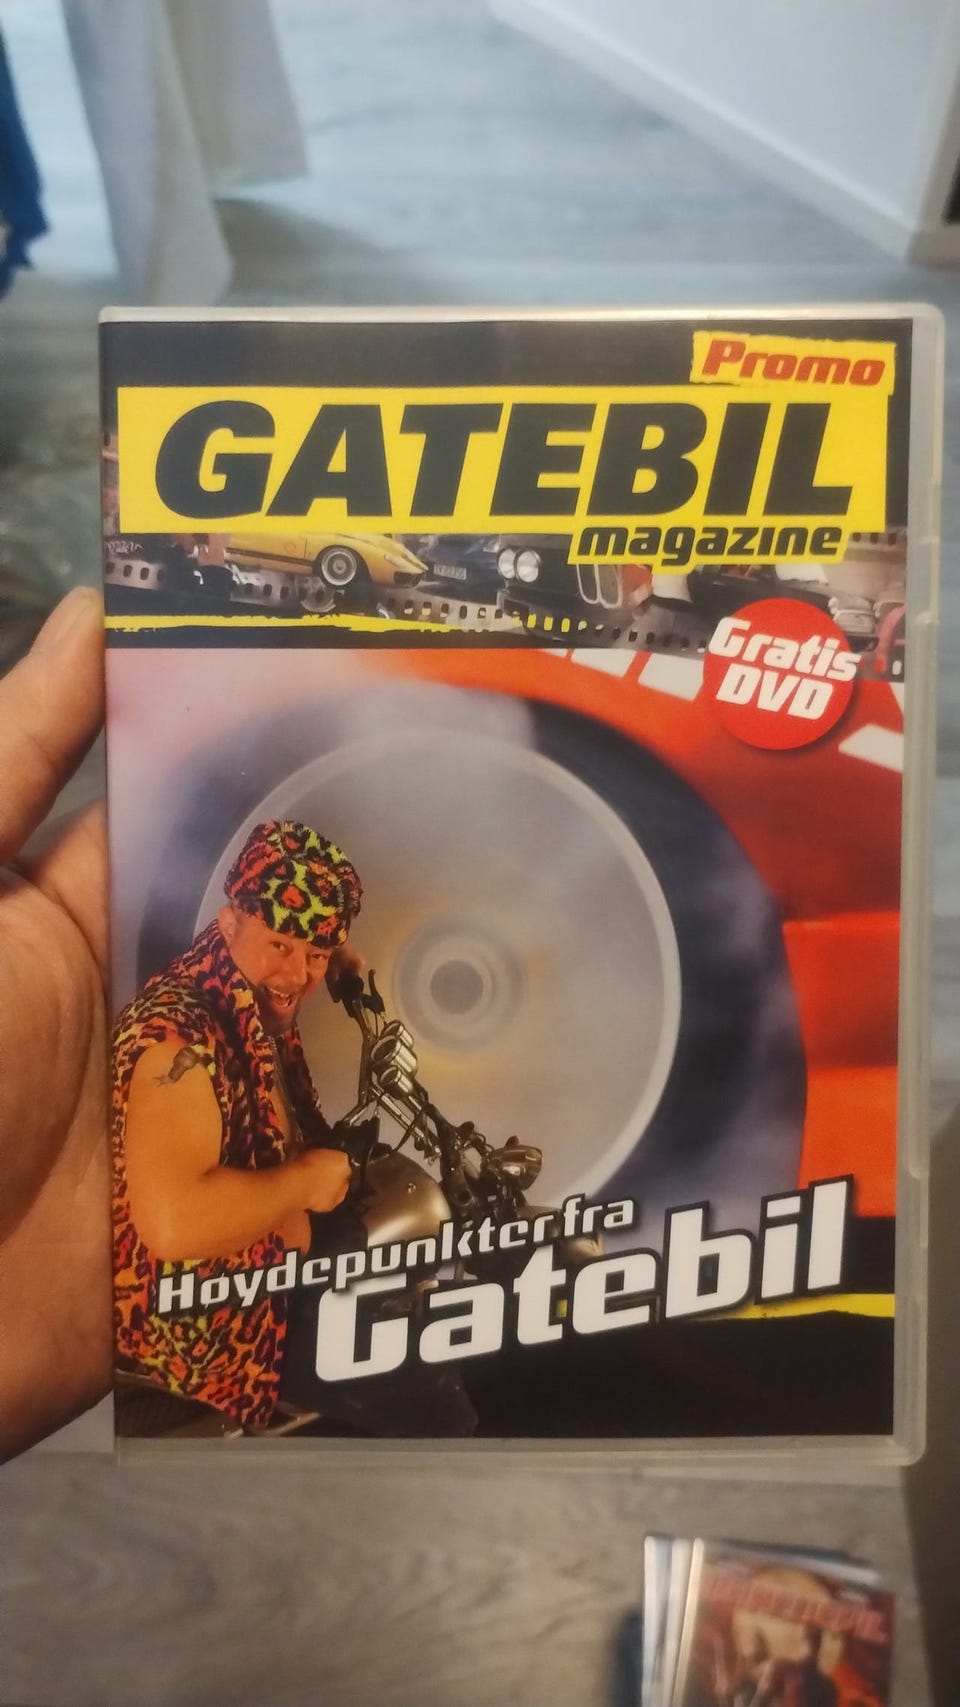 Promo
GATEBIL
magazine
Gratis
DVD
Høydepunkter fra
Gatebil